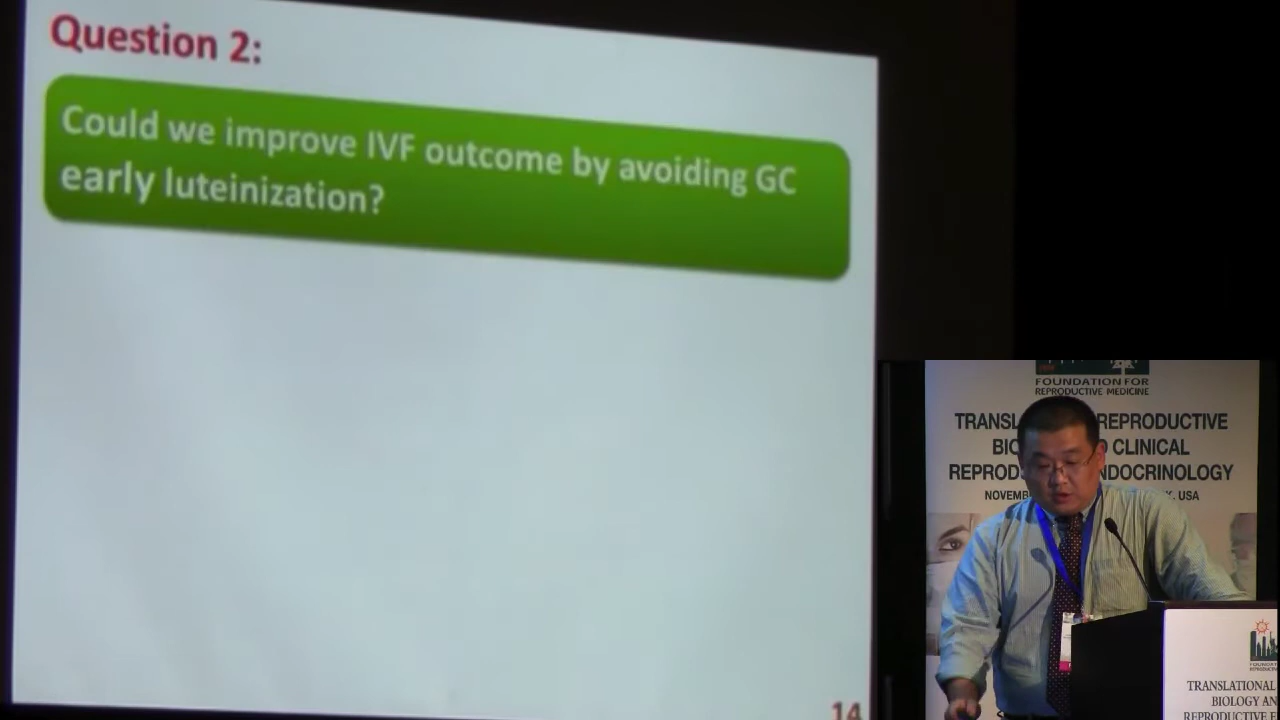 Question 2:
Could we improve IVF outcome by avoiding GC
early luteinization?
14
FOUNDATION FOR
REPRODUCTIVE MEDICINE
TRANSL REPRODUCTIVE
BIO CLINICAL
REPROD NDOCRINOLOGY
NOVEMB USA
TRANSLATIONAL
BIOLOGY AN
REPRODUCTIVE E